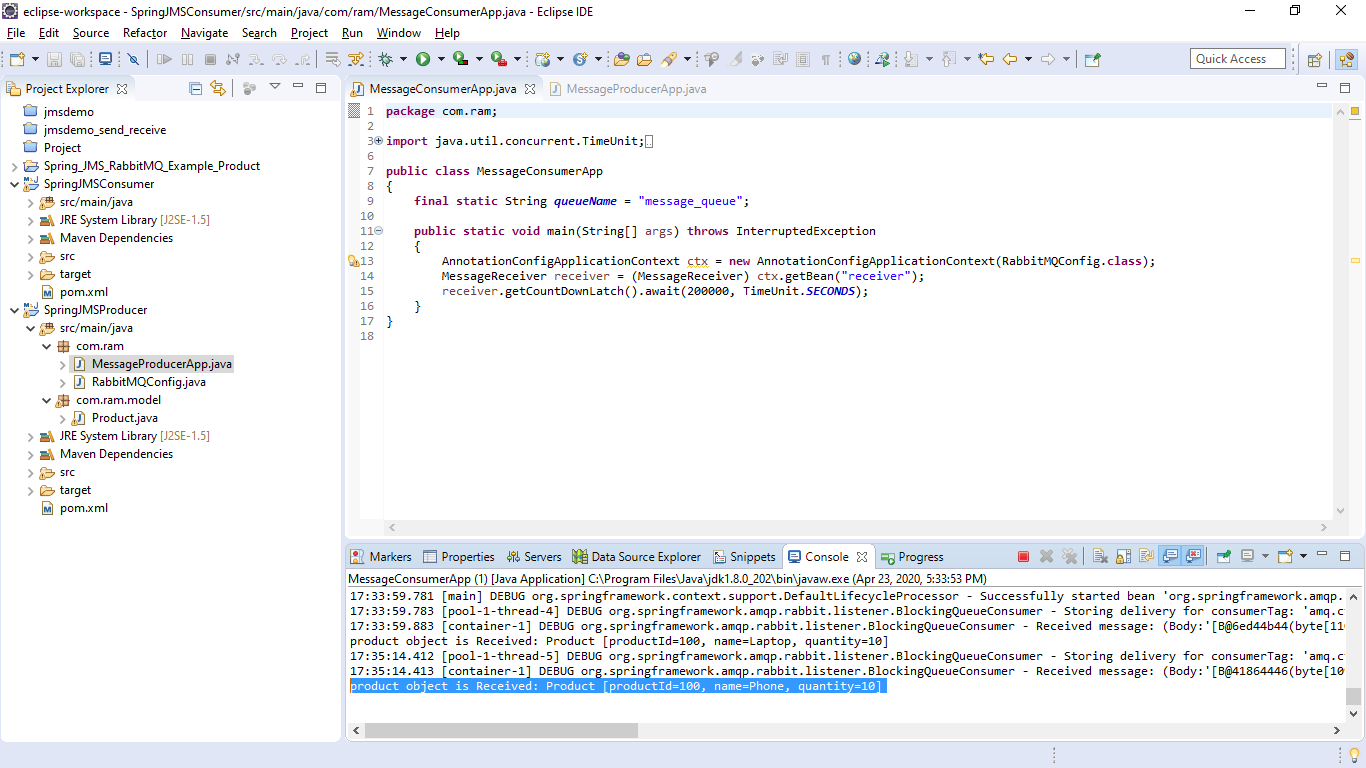 eclipse-workspace - SpringJMSConsumer/src/main/java/com/ram/MessageConsumerApp.java - Eclipse IDE
File Edit Source Refactor Navigate Search Project Run Window Help
Quick Access
Project Explorer
jmsdemo
jmsdemo_send_receive
Project
Spring_JMS_RabbitMQ_Example_Product
SpringJMSConsumer
src/main/java
JRE System Library [J2SE-1.5]
Maven Dependencies
src
target
pom.xml
SpringJMSProducer
src/main/java
com.ram
MessageProducerApp.java
RabbitMQConfig.java
com.ram.model
Product.java
JRE System Library [J2SE-1.5]
Maven Dependencies
src
target
pom.xml
MessageConsumerApp.java MessageProducerApp.java
1 package com.ram;
2
3 import java.util.concurrent.TimeUnit;
6
7 public class MessageConsumerApp
8 {
9 final static String queueName = "message_queue";
10
11 public static void main(String[] args) throws InterruptedException
12 {
13 AnnotationConfigApplicationContext ctx = new AnnotationConfigApplicationContext(RabbitMQConfig.class);
14 MessageReceiver receiver = (MessageReceiver) ctx.getBean("receiver");
15 receiver.getCountDownLatch().await(200000, TimeUnit.SECONDS);
16 }
17 }
18
Markers Properties Servers Data Source Explorer Snippets Console Progress
MessageConsumerApp (1) [Java Application] C:\Program Files\Java\jdk1.8.0_202\bin\javaw.exe (Apr 23, 2020, 5:33:53 PM)
17:33:59.781 [main] DEBUG org.springframework.context.support.DefaultLifecycleProcessor - Successfully started bean 'org.springframework.amqp.
17:33:59.783 [pool-1-thread-4] DEBUG org.springframework.amqp.rabbit.listener.BlockingQueueConsumer - Storing delivery for consumerTag: 'amq.c
17:33:59.883 [container-1] DEBUG org.springframework.amqp.rabbit.listener.BlockingQueueConsumer - Received message: (Body:'[B@6ed44b44(byte[11
product object is Received: Product [productId=100, name=Laptop, quantity=10]
17:35:14.412 [pool-1-thread-5] DEBUG org.springframework.amqp.rabbit.listener.BlockingQueueConsumer - Storing delivery for consumerTag: 'amq.c
17:35:14.413 [container-1] DEBUG org.springframework.amqp.rabbit.listener.BlockingQueueConsumer - Received message: (Body:'[B@41864446(byte[10
product object is Received: Product [productId=100, name=Phone, quantity=10]